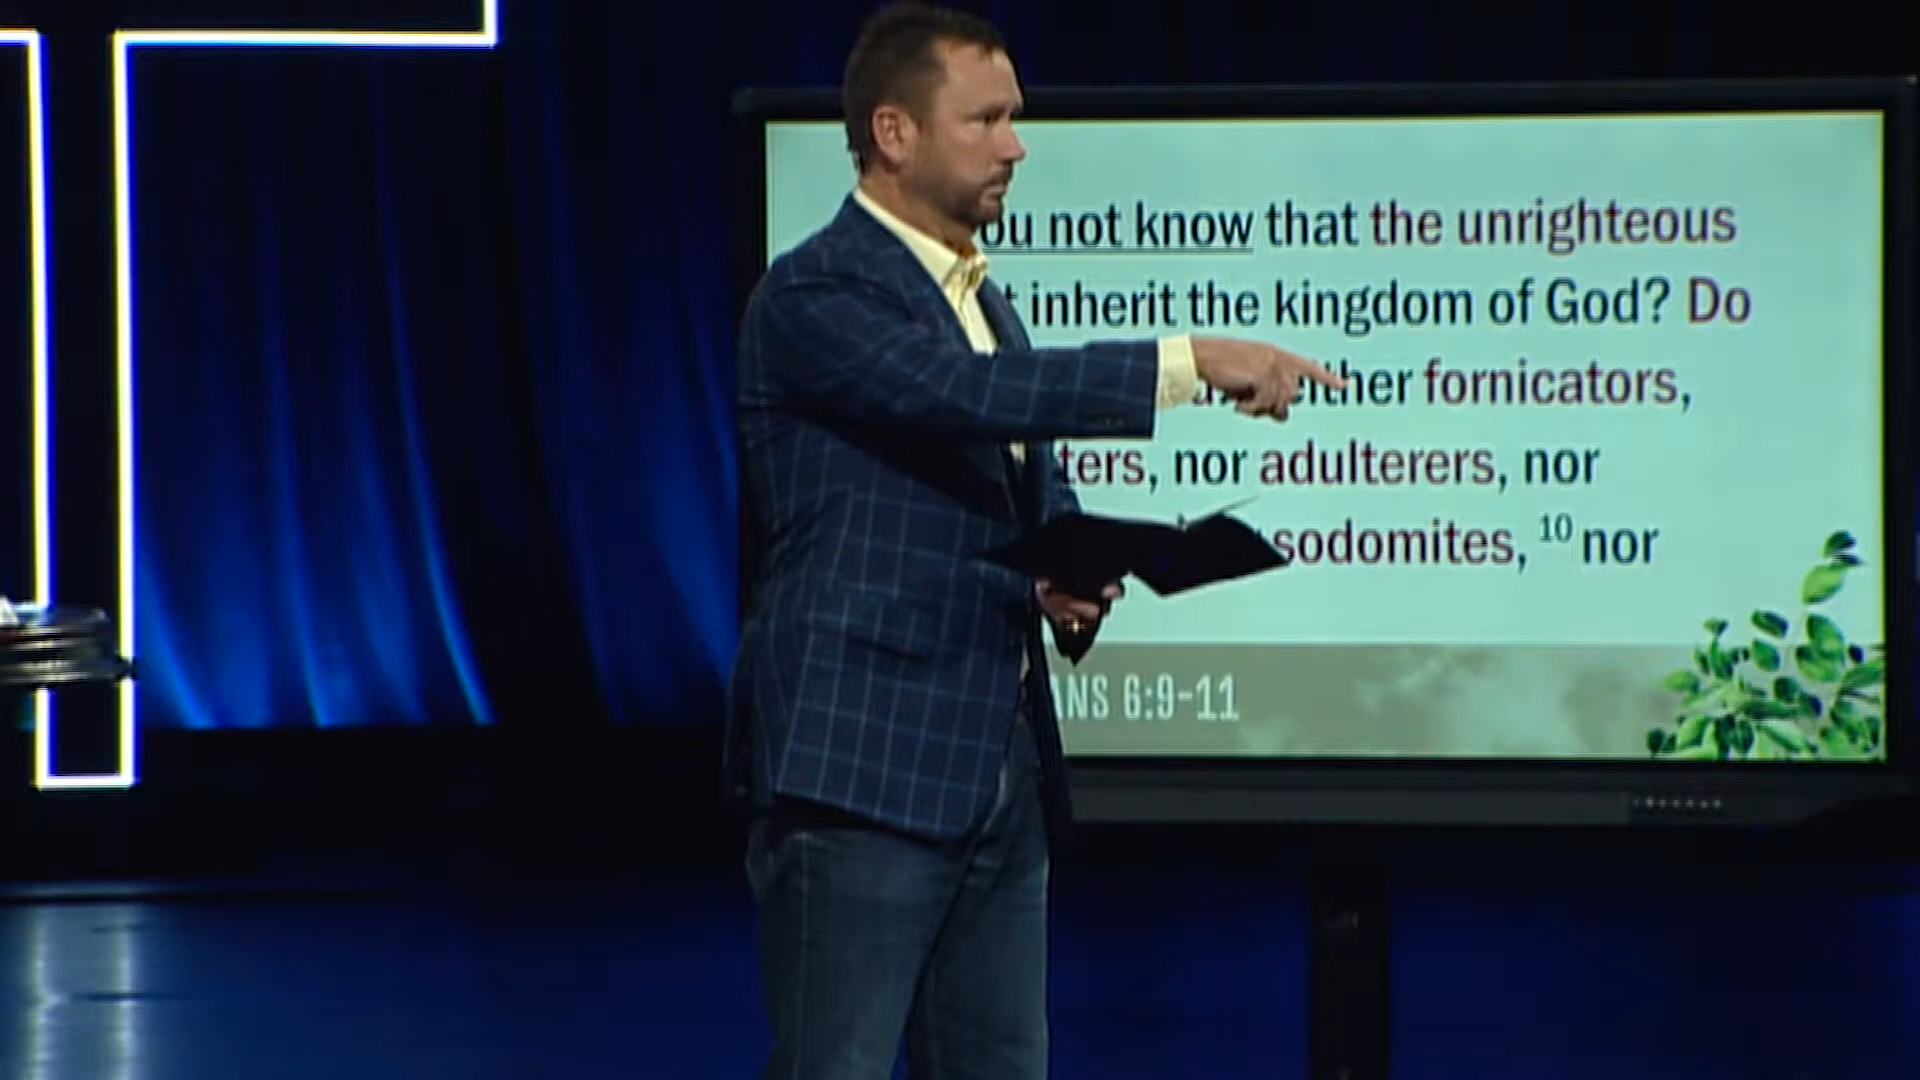 ou not know that the unrighteous
t inherit the kingdom of God? Do
either fornicators,
ters, nor adulterers, nor
sodomites, 10 nor
ANS 6:9-11